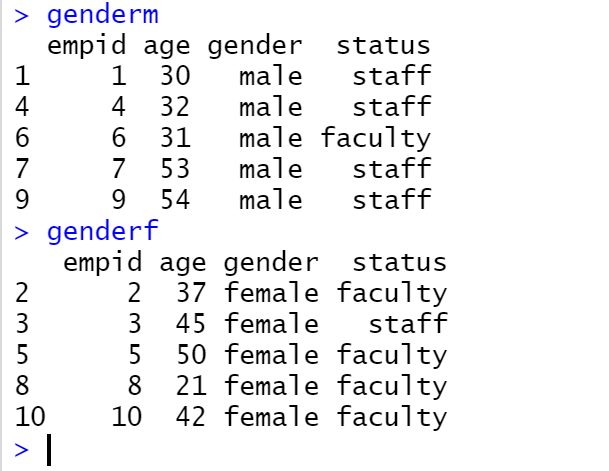 > genderm
  empid age gender  status
1     1  30   male   staff
4     4  32   male   staff
6     6  31   male faculty
7     7  53   male   staff
9     9  54   male   staff
> genderf
   empid age gender  status
2      2  37 female faculty
3      3  45 female   staff
5      5  50 female faculty
8      8  21 female faculty
10    10  42 female faculty
>